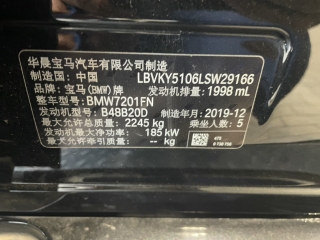 华晨宝马汽车有限公司制造
制造国：中国 LBVKY5106LSW29166
品牌：宝马(BMW)牌 发动机排量：1998 mL
整车型号：BMW7201FN
发动机型号：B48B20D 制造年月：2019-12
最大允许总质量：2245 kg 乘坐人数：5
发动机最大净功率：185 kW
最大允许牵引质量：-- kg